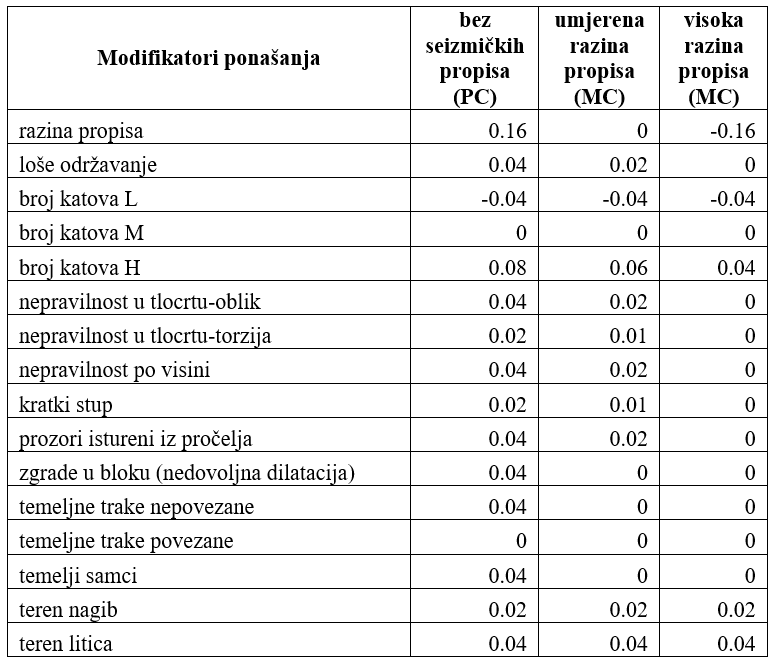 Modifikatori ponašanja
bez
seizmičkih
propisa
(PC)
umjerena
razina
propisa
(MC)
visoka
razina
propisa
(MC)
razina propisa 0.16 0 -0.16
loše održavanje 0.04 0.02 0
broj katova L -0.04 -0.04 -0.04
broj katova M 0 0 0
broj katova H 0.08 0.06 0.04
nepravilnost u tlocrtu-oblik 0.04 0.02 0
nepravilnost u tlocrtu-torzija 0.02 0.01 0
nepravilnost po visini 0.04 0.02 0
kratki stup 0.02 0.01 0
prozori istureni iz pročelja 0.04 0.02 0
zgrade u bloku (nedovoljna dilatacija) 0.04 0 0
temeljne trake nepovezane 0.04 0 0
temeljne trake povezane 0 0 0
temelji samci 0.04 0 0
teren nagib 0.02 0.02 0.02
teren litica 0.04 0.04 0.04